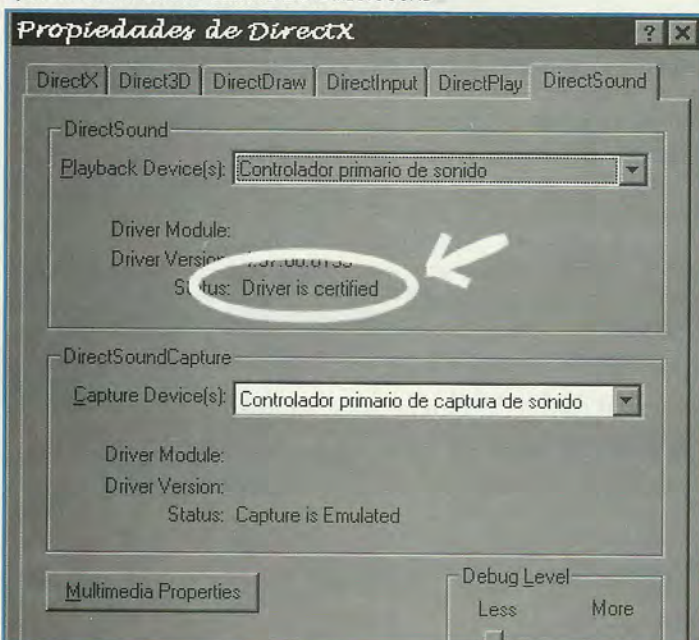 Propiedades de DirectX ? X
DirectX Direct3D DirectDraw DirectInput DirectPlay DirectSound
DirectSound
Playback Device(s): Controlador primario de sonido
Driver Module:
Driver Version:
Status: Driver is certified
DirectSoundCapture
Capture Device(s): Controlador primario de captura de sonido
Driver Module:
Driver Version:
Status: Capture is Emulated
Multimedia Properties
Debug Level
Less More